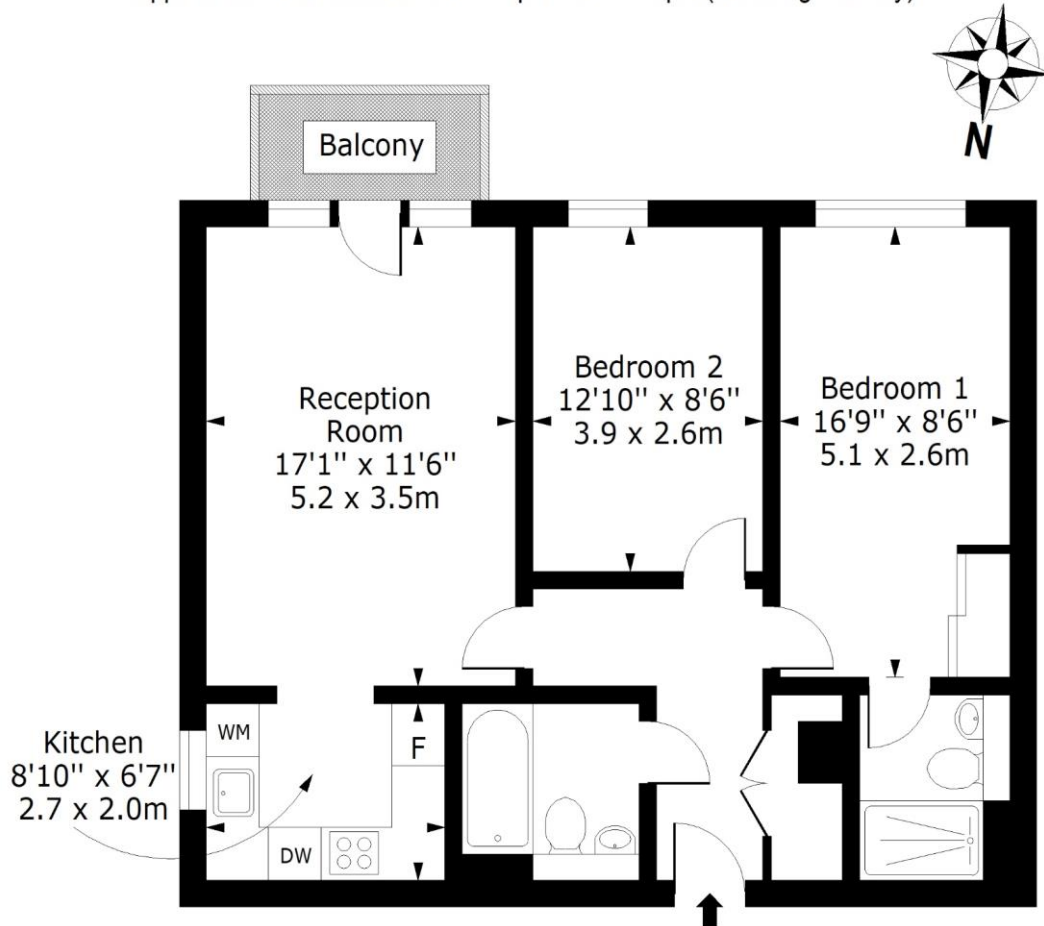 N
Balcony
Reception
Room
17'1" x 11'6"
5.2 x 3.5m
Bedroom 2
12'10" x 8'6"
3.9 x 2.6m
Bedroom 1
16'9" x 8'6"
5.1 x 2.6m
Kitchen
8'10" x 6'7"
2.7 x 2.0m
WM
F
DW